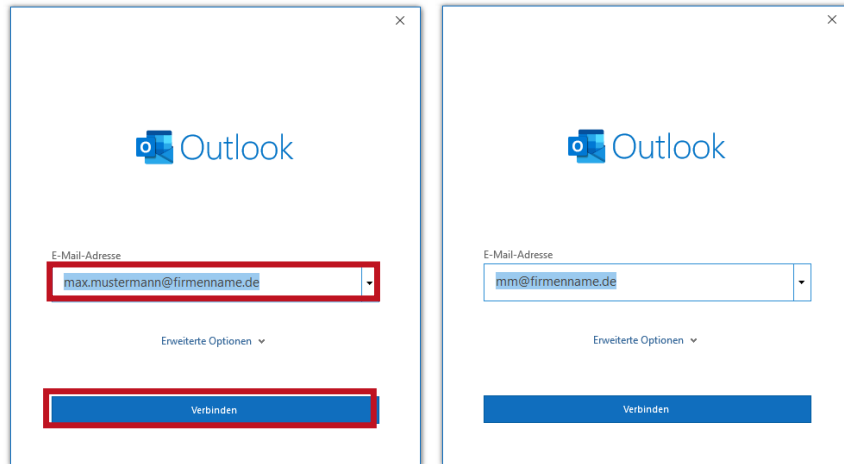 Outlook
E-Mail-Adresse
max.mustermann@firmenname.de
Erweiterte Optionen
Verbinden
Outlook
E-Mail-Adresse
mm@firmenname.de
Erweiterte Optionen
Verbinden